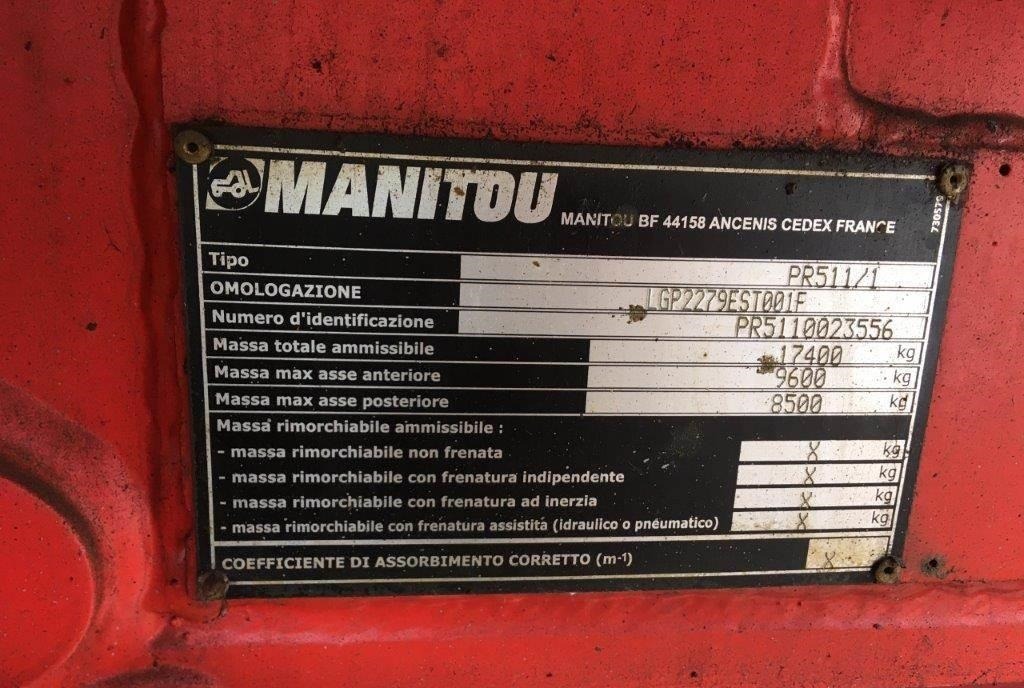 MANITOU
MANITOU BF 44158 ANCENIS CEDEX FRANCE
Tipo PR511/1
OMOLOGAZIONE LGP2279EST001F
Numero d'identificazione PR5110023556
Massa totale ammissibile 17400 kg
Massa max asse anteriore 9600 kg
Massa max asse posteriore 8500 kg
Massa rimorchiabile ammissibile :
- massa rimorchiabile non frenata X kg
- massa rimorchiabile con frenatura indipendente X kg
- massa rimorchiabile con frenatura ad inerzia X kg
- massa rimorchiabile con frenatura assistita (idraulico o pneumatico) X kg
COEFFICIENTE DI ASSORBIMENTO CORRETTO (m-1) X